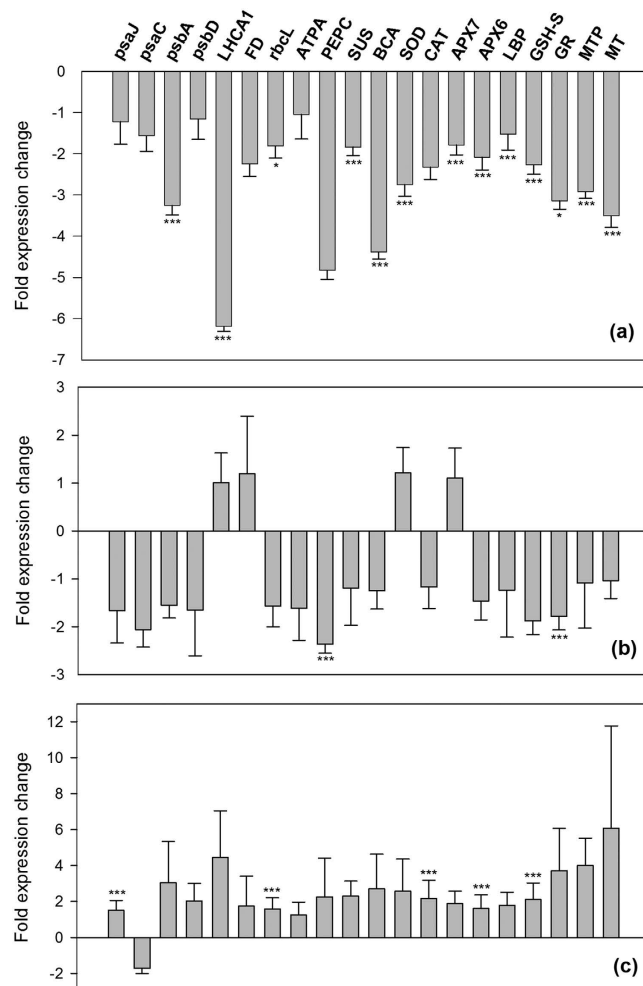 psaJ
psaC
psbA
psbD
LHCA1
FD
rbcL
ATPA
PEPC
SUS
BCA
SOD
CAT
APX7
APX6
LBP
GSH-S
GR
MTP
MT
Fold expression change
0
-1
-2
-3
-4
-5
-6
-7
***
***
*
***
***
***
***
***
***
***
*
***
***
(a)
Fold expression change
3
2
1
0
-1
-2
-3
***
***
(b)
Fold expression change
12
10
8
6
4
2
0
-2
***
***
***
***
***
(c)